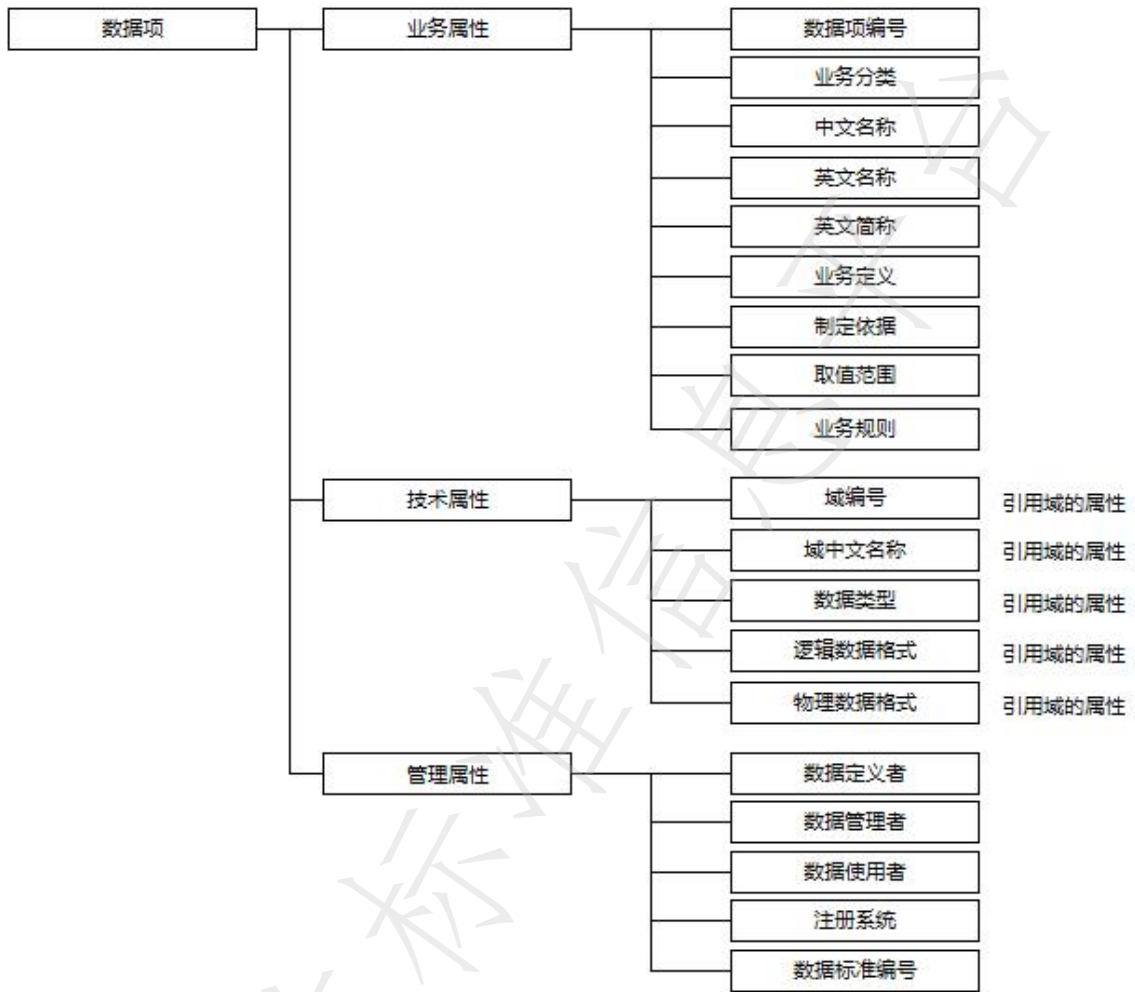 数据项
业务属性
数据项编号
业务分类
中文名称
英文名称
英文简称
业务定义
制定依据
取值范围
业务规则
技术属性
域编号 引用域的属性
域中文名称 引用域的属性
数据类型 引用域的属性
逻辑数据格式 引用域的属性
物理数据格式 引用域的属性
管理属性
数据定义者
数据管理者
数据使用者
注册系统
数据标准编号
标准信息平台